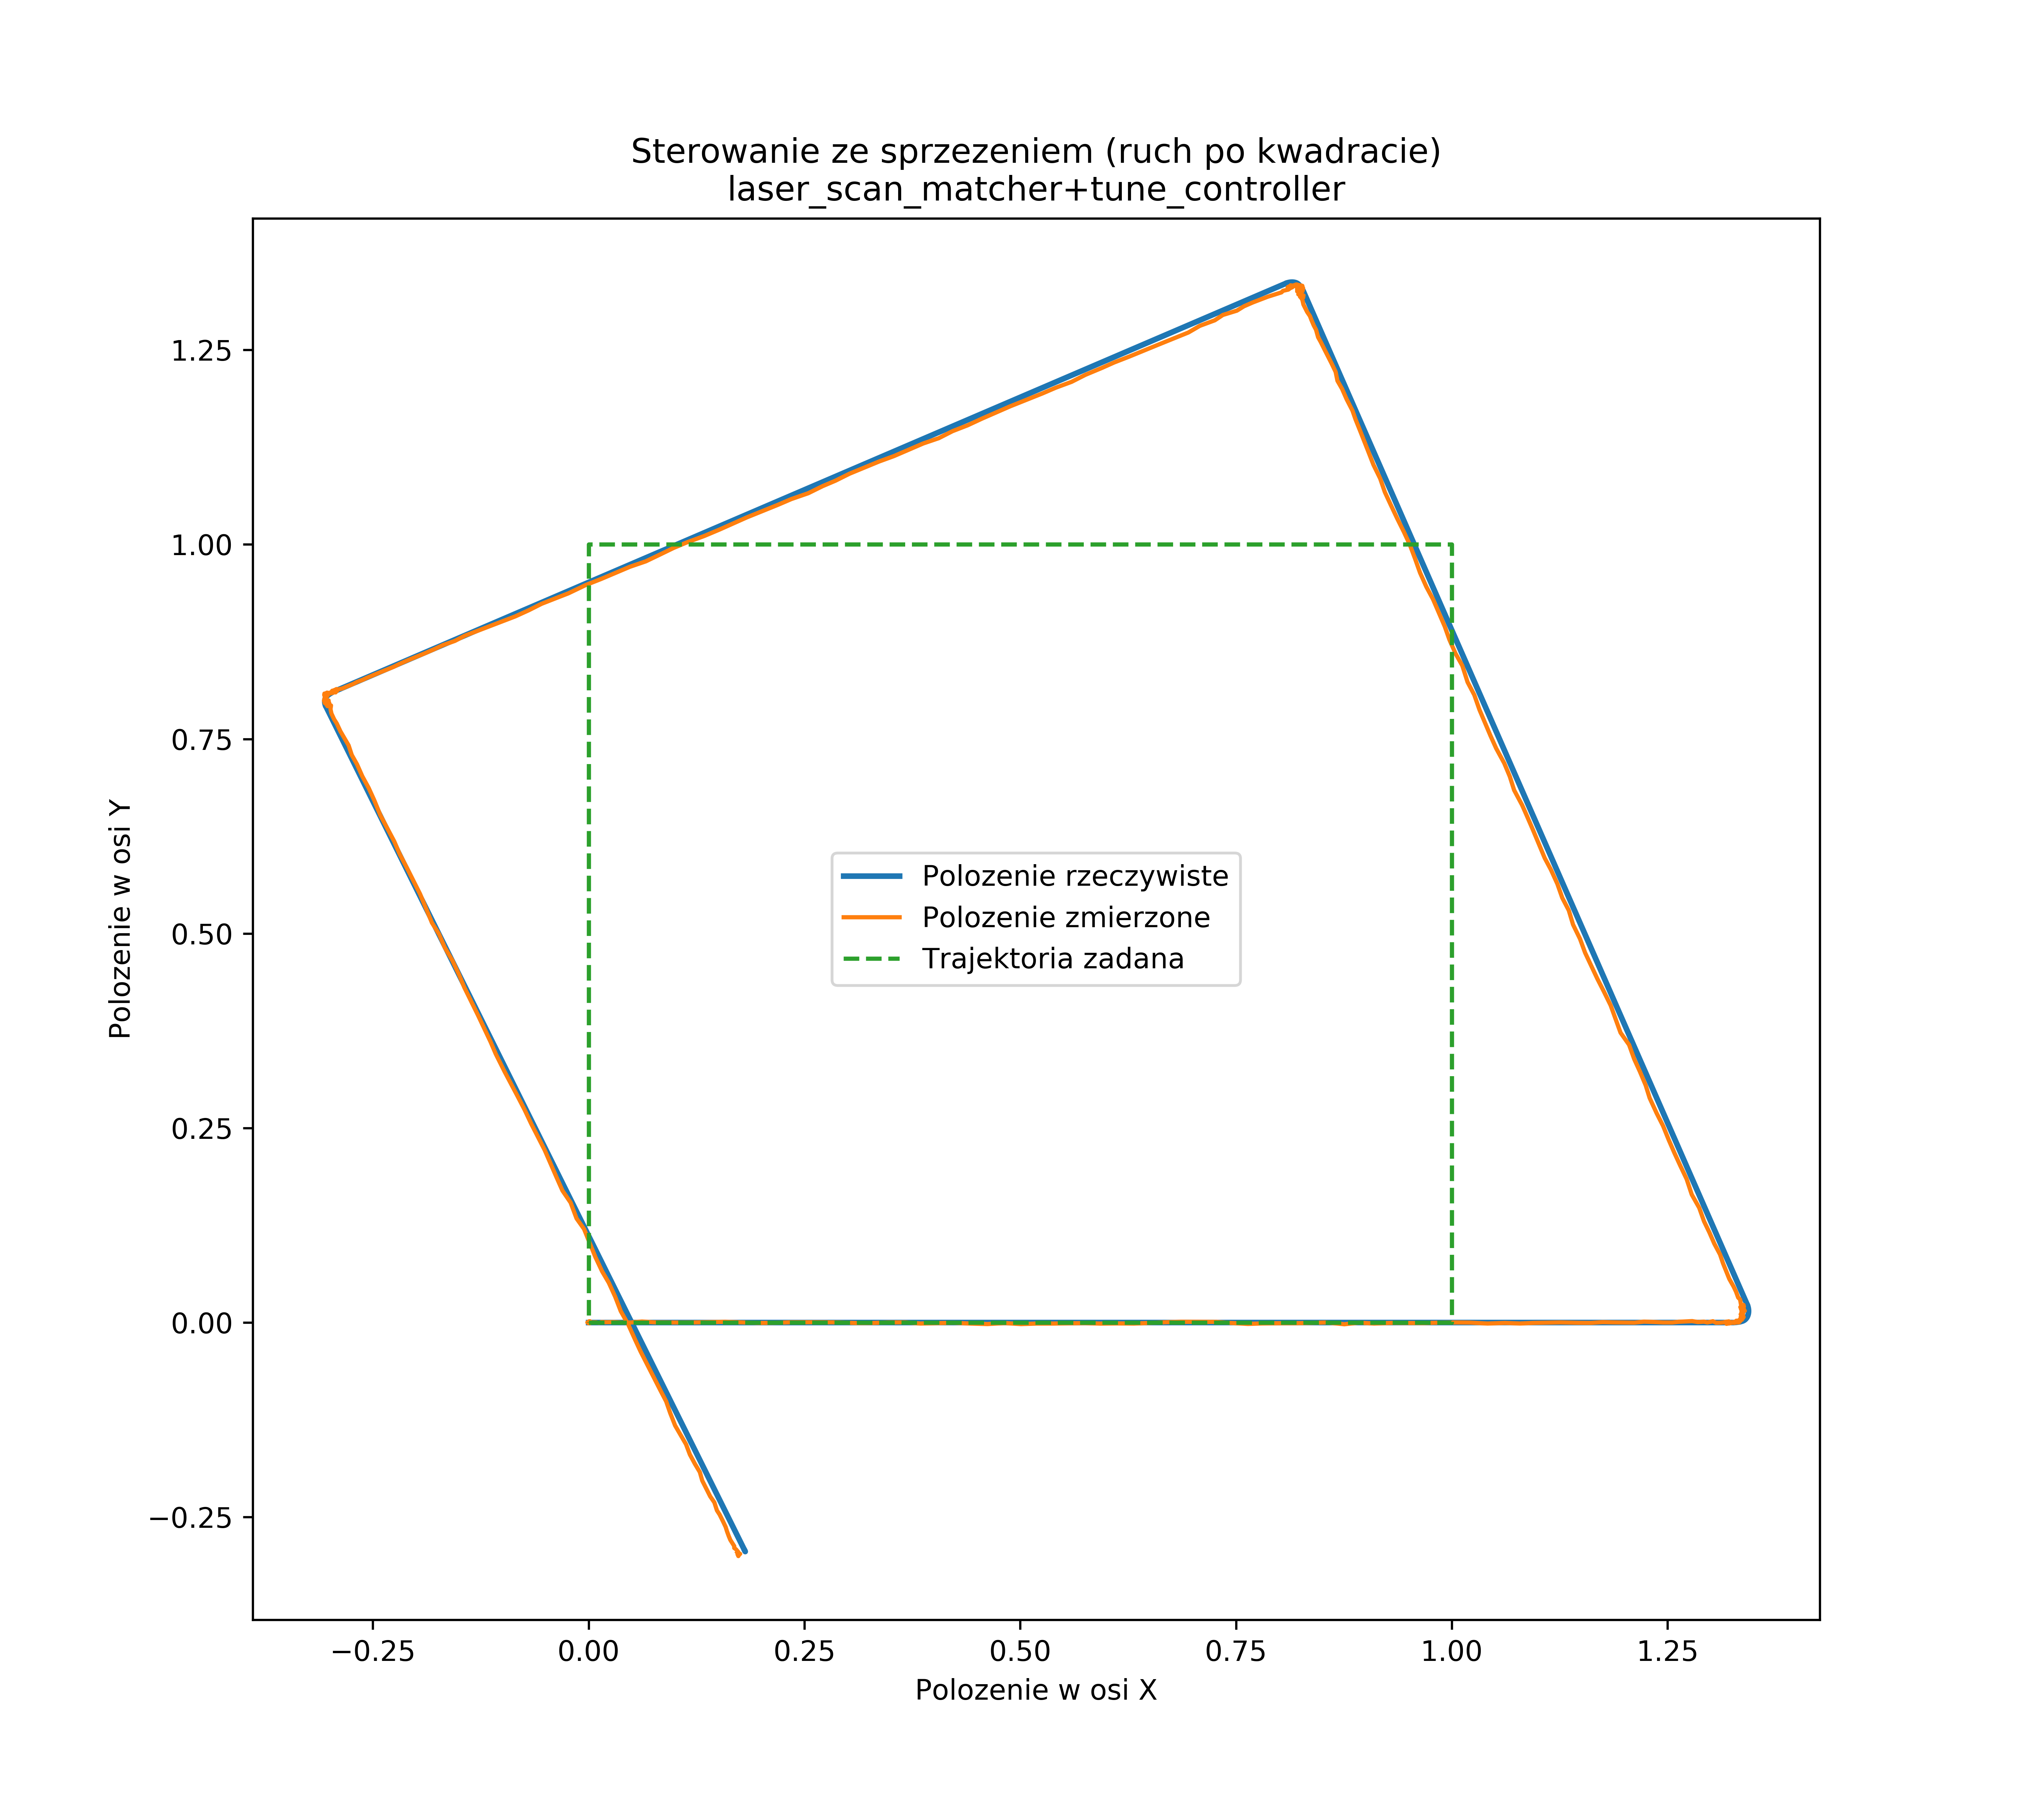 Sterowanie ze sprzezeniem (ruch po kwadracie)
laser_scan_matcher+tune_controller
Polozenie w osi Y
1.25
1.00
0.75
0.50
0.25
0.00
−0.25
Polozenie rzeczywiste
Polozenie zmierzone
Trajektoria zadana
−0.25 0.00 0.25 0.50 0.75 1.00 1.25
Polozenie w osi X